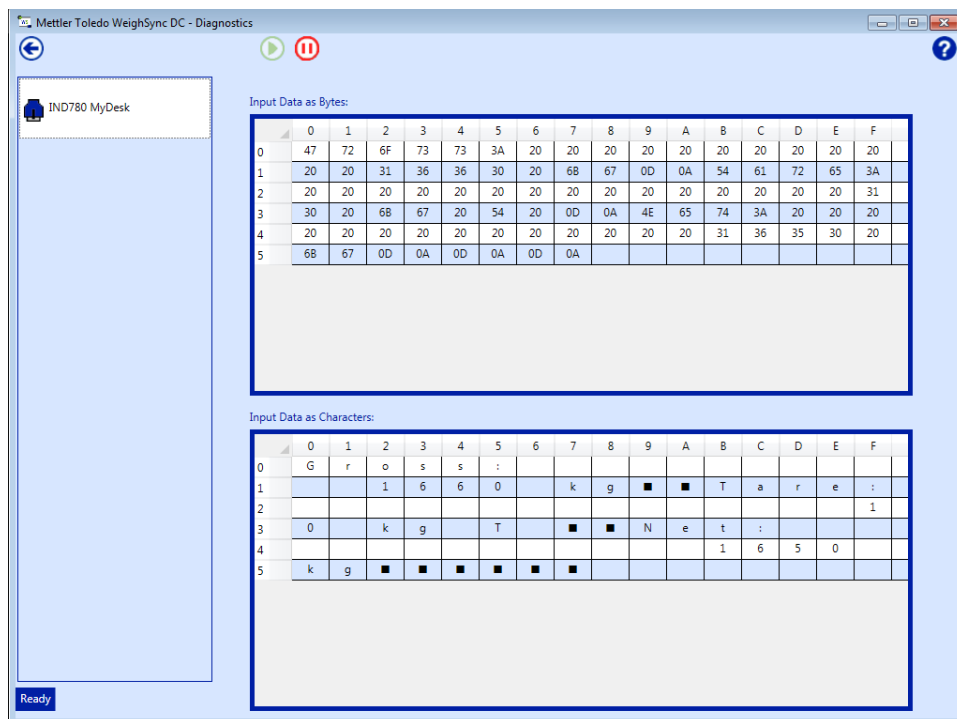 Mettler Toledo WeighSync DC - Diagnostics
IND780 MyDesk
Input Data as Bytes:
0 1 2 3 4 5 6 7 8 9 A B C D E F
0 47 72 6F 73 73 3A 20 20 20 20 20 20 20 20 20 20
1 20 20 31 36 36 30 20 6B 67 0D 0A 54 61 72 65 3A
2 20 20 20 20 20 20 20 20 20 20 20 20 20 20 20 31
3 30 20 6B 67 20 54 20 0D 0A 4E 65 74 3A 20 20 20
4 20 20 20 20 20 20 20 20 20 20 20 31 36 35 30 20
5 6B 67 0D 0A 0D 0A 0D 0A
Input Data as Characters:
0 1 2 3 4 5 6 7 8 9 A B C D E F
0 G r o s s :
1 1 6 6 0 k g ■ ■ T a r e :
2 1
3 0 k g T ■ ■ N e t :
4 1 6 5 0
5 k g ■ ■ ■ ■ ■ ■
Ready